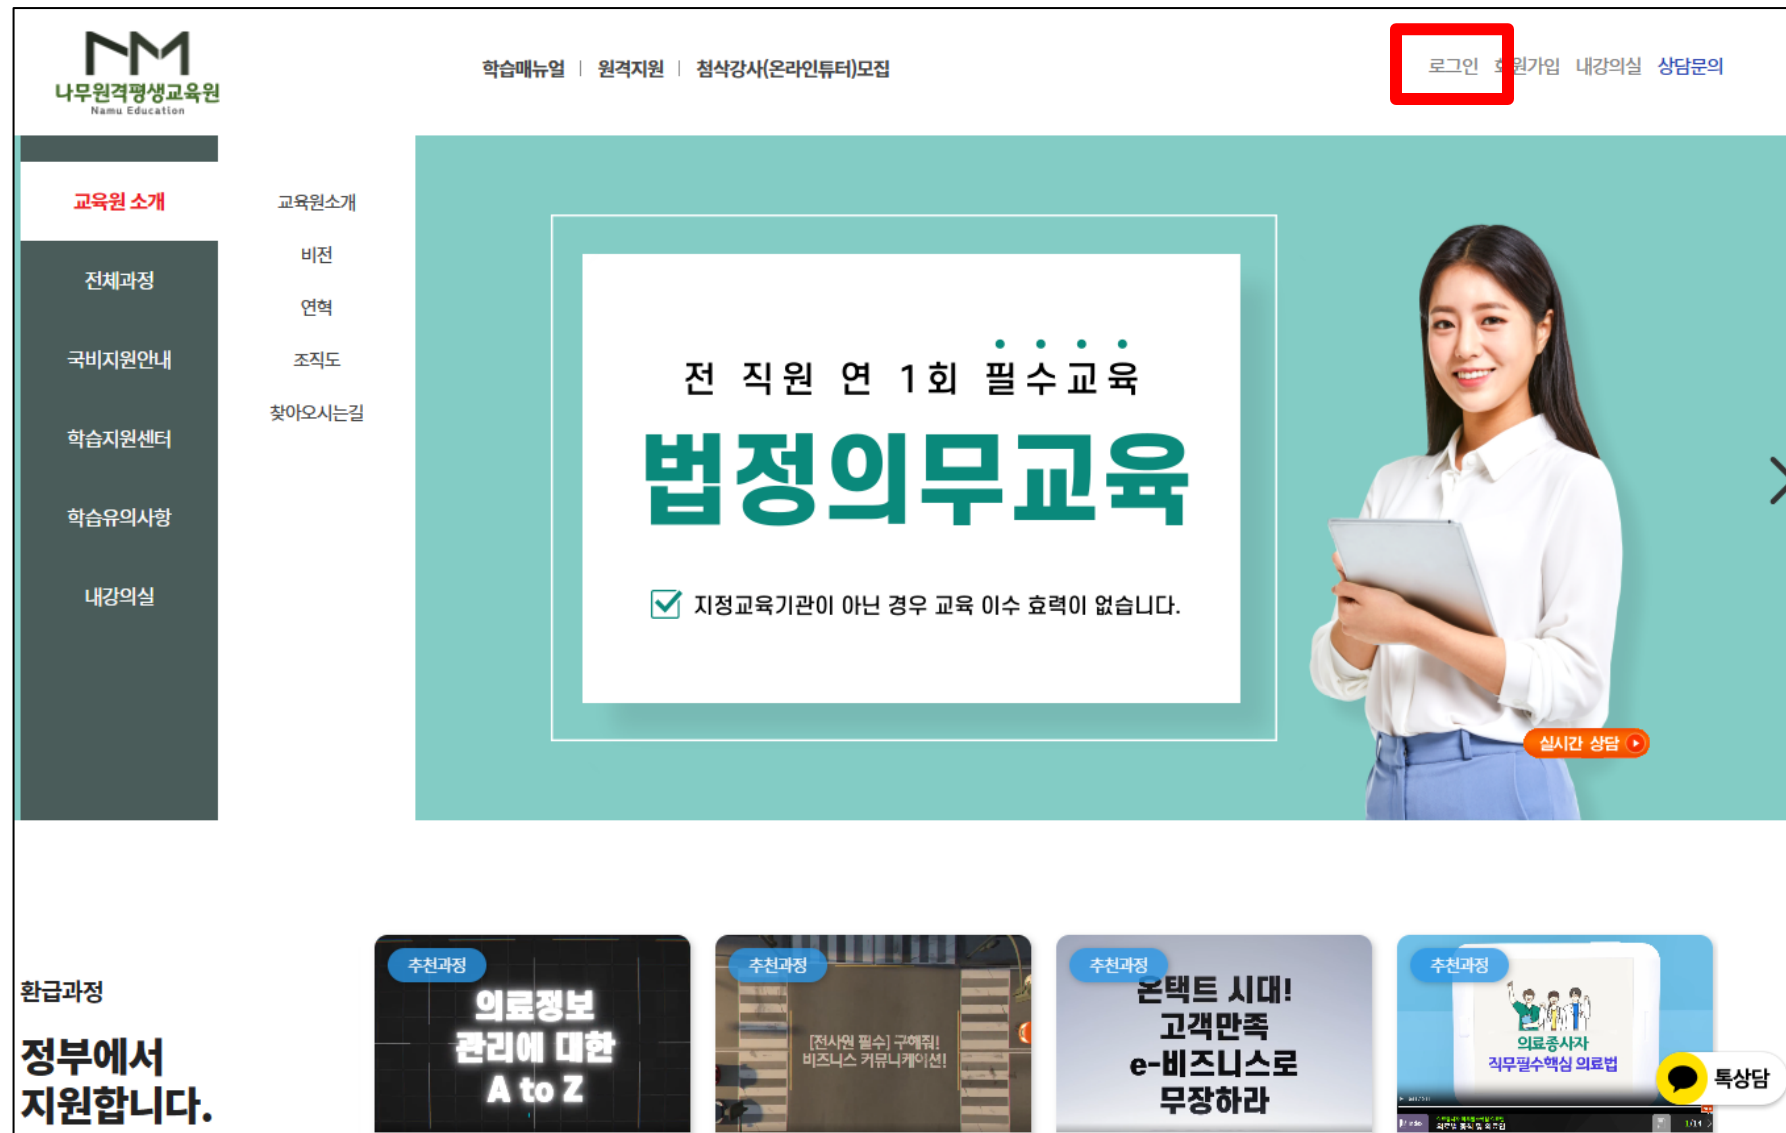 나무원격평생교육원
Namu Education
학습매뉴얼 | 원격지원 | 첨삭강사(온라인튜터)모집
로그인 회원가입 내강의실 상담문의
교육원 소개
전체과정
국비지원안내
학습지원센터
학습유의사항
내강의실
교육원소개
비전
연혁
조직도
찾아오시는길
전 직원 연 1회 필수교육
법정의무교육
지정교육기관이 아닌 경우 교육 이수 효력이 없습니다.
실시간 상담
환급과정
정부에서
지원합니다.
추천과정
의료정보
관리에 대한
A to Z
추천과정
[전사원 필수] 구해줘!
비즈니스 커뮤니케이션!
추천과정
온택트 시대!
고객만족
e-비즈니스로
무장하라
추천과정
의료종사자
직무필수핵심 의료법
1/14
톡상담